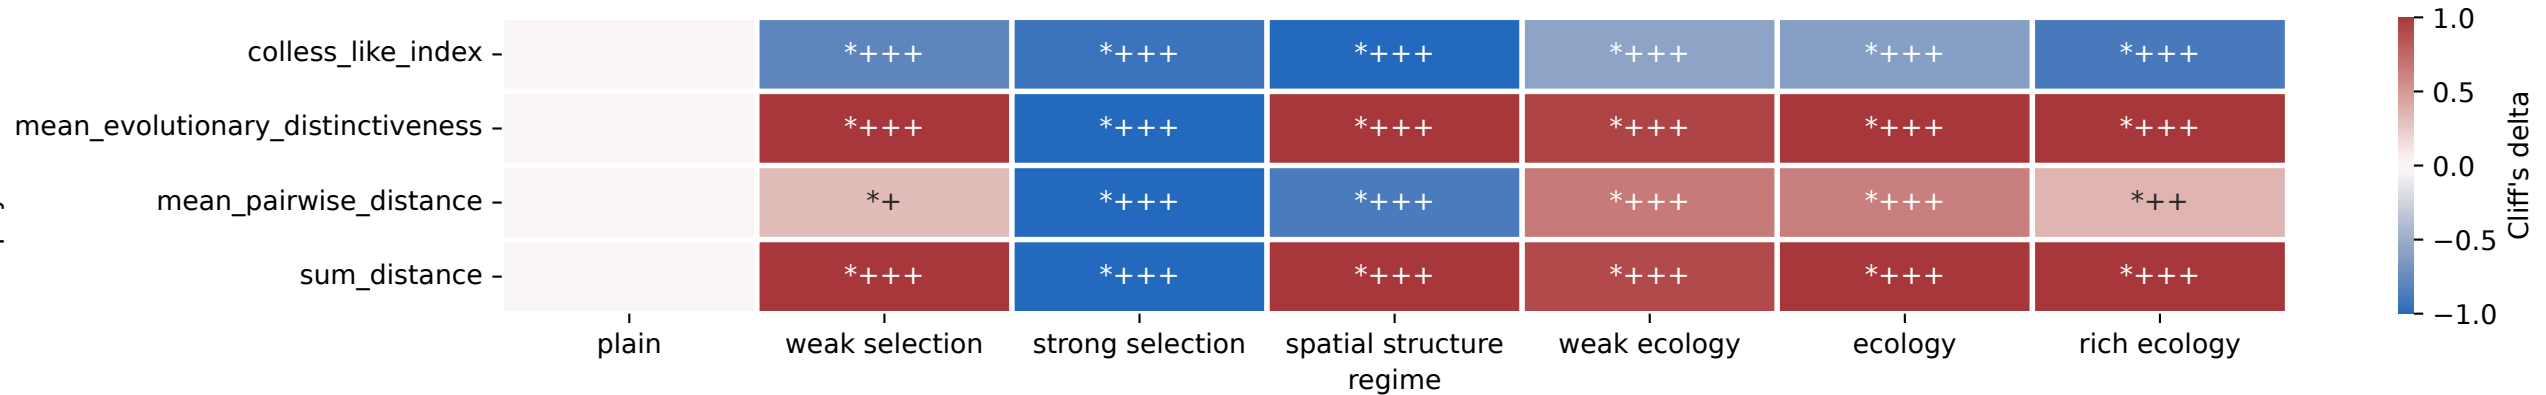 colless_like_index *+++ *+++ *+++ *+++ *+++ *+++
mean_evolutionary_distinctiveness *+++ *+++ *+++ *+++ *+++ *+++
mean_pairwise_distance *+ *+++ *+++ *+++ *+++ *++
sum_distance *+++ *+++ *+++ *+++ *+++ *+++
plain weak selection strong selection spatial structure weak ecology ecology rich ecology
regime
1.0
0.5
0.0
−0.5
−1.0
Cliff's delta